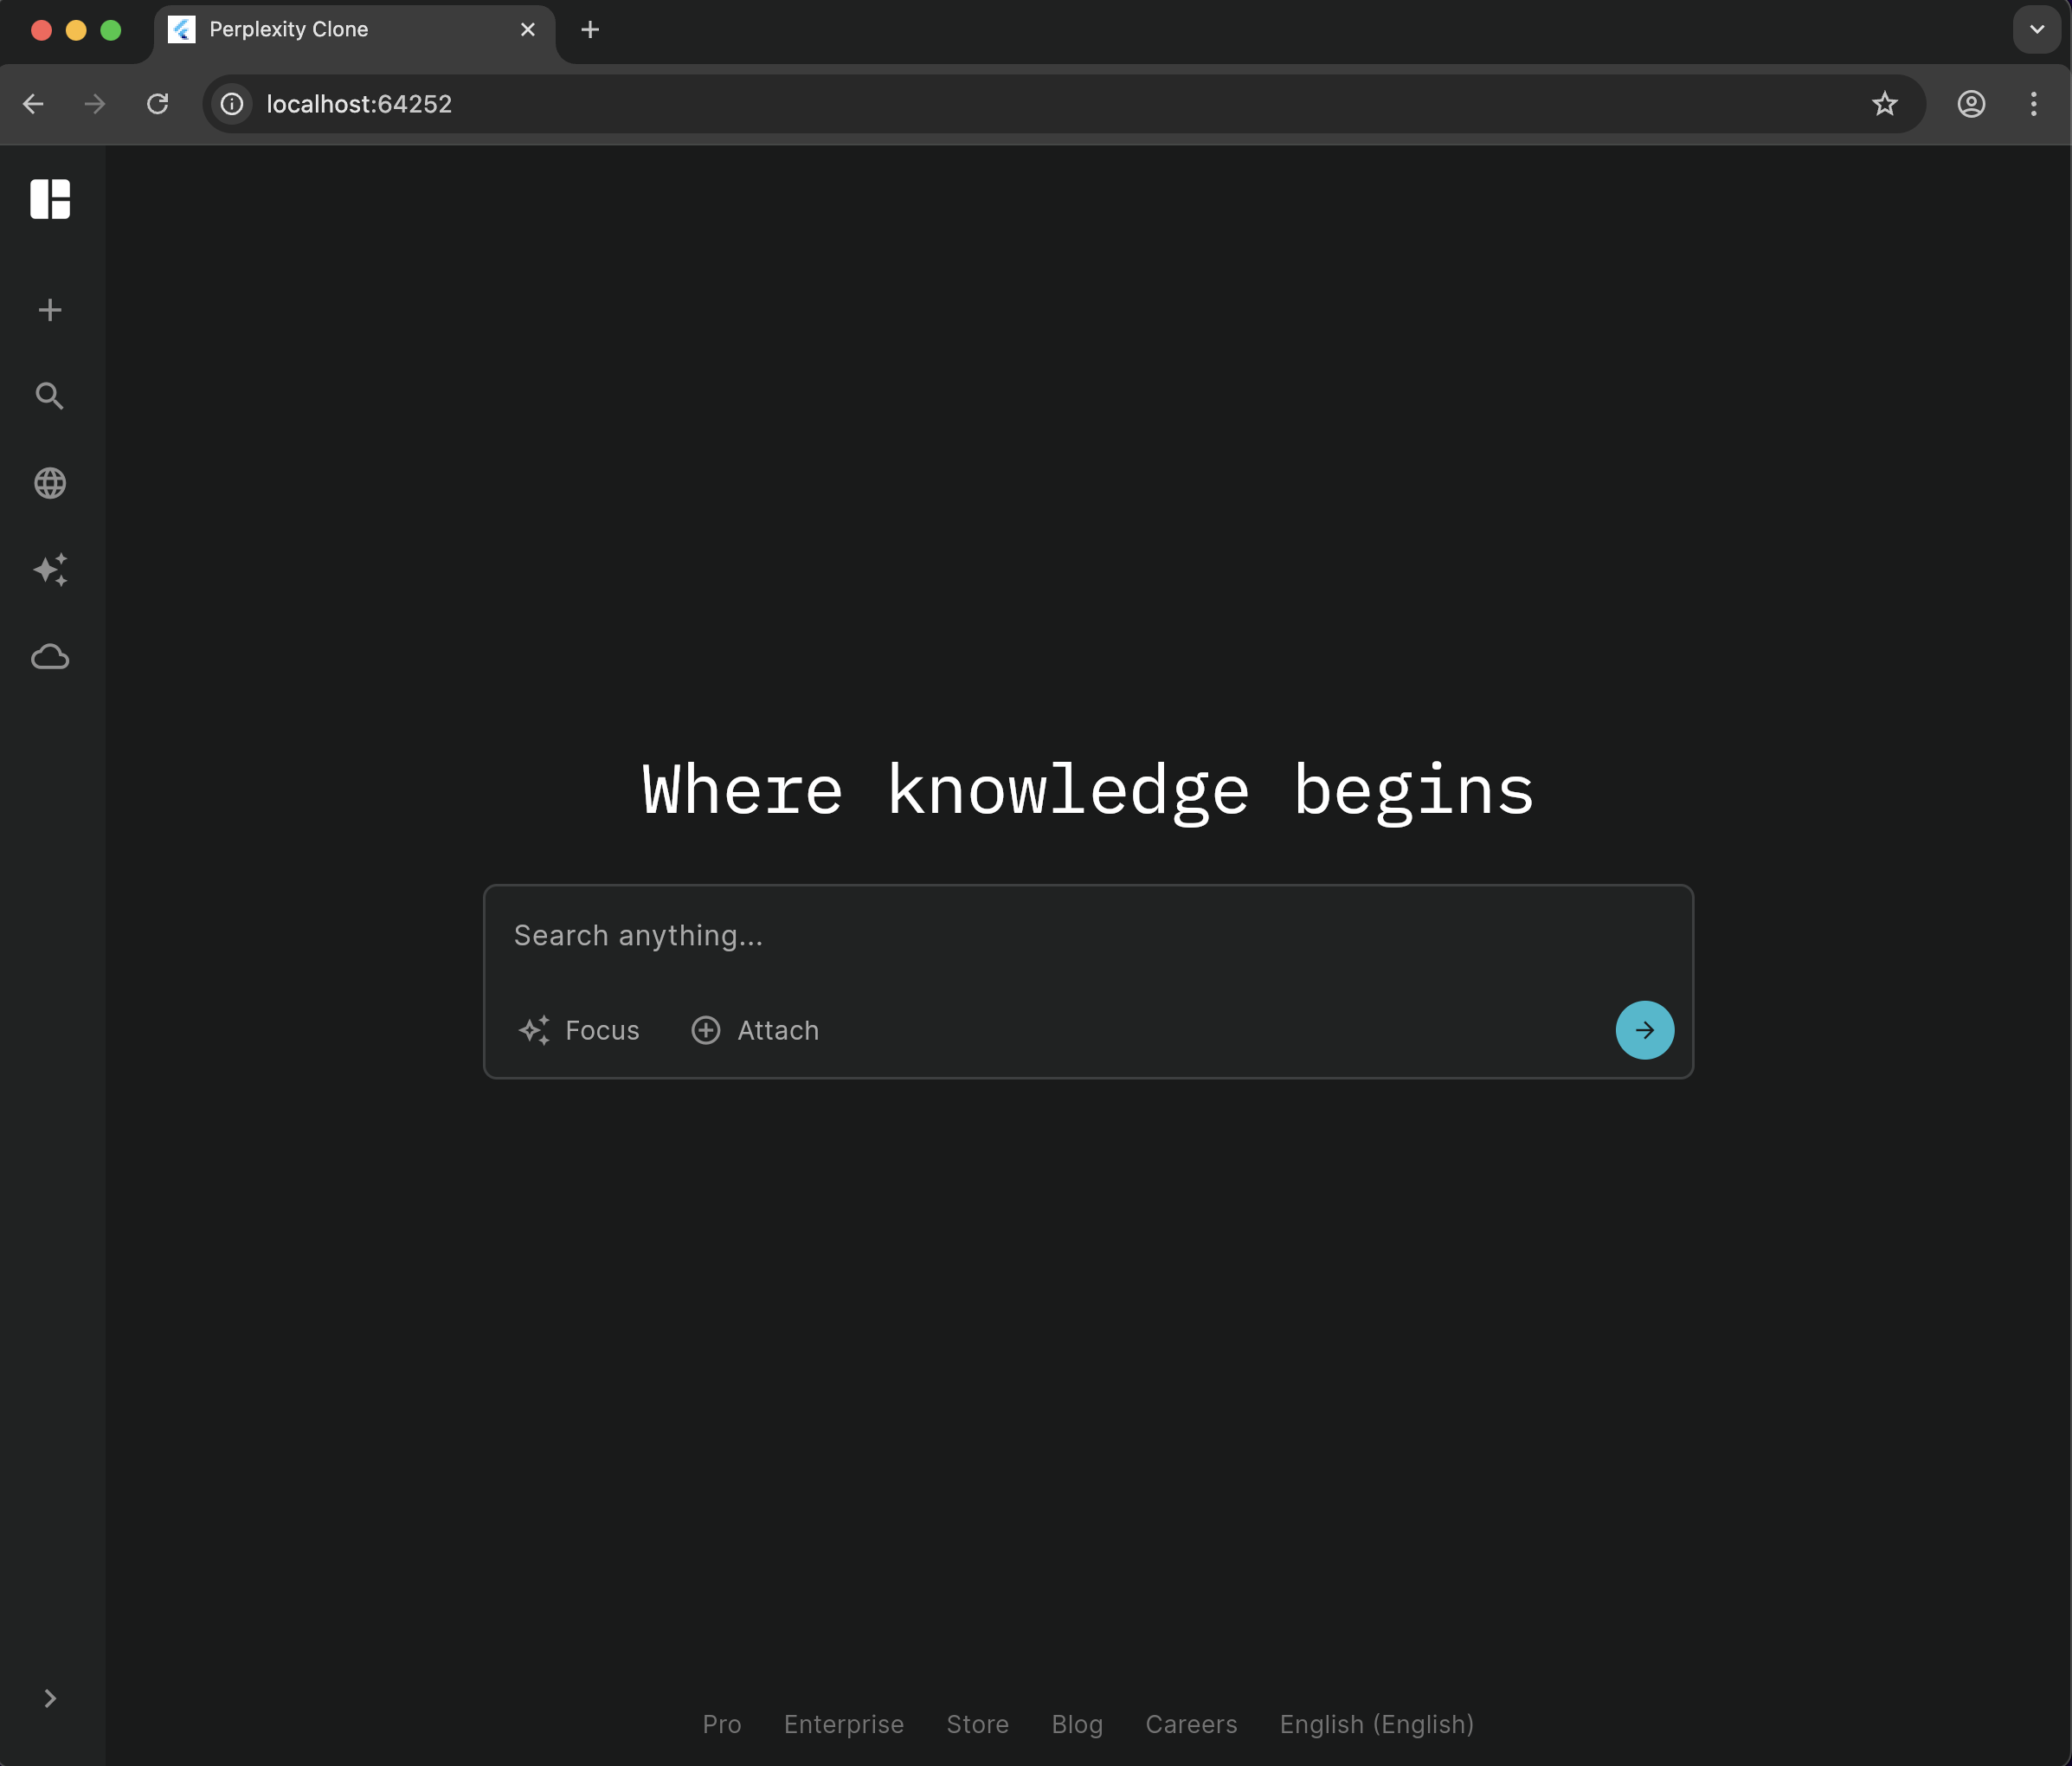 Perplexity Clone
localhost:64252
Where knowledge begins
Search anything...
Focus Attach
Pro Enterprise Store Blog Careers English (English)